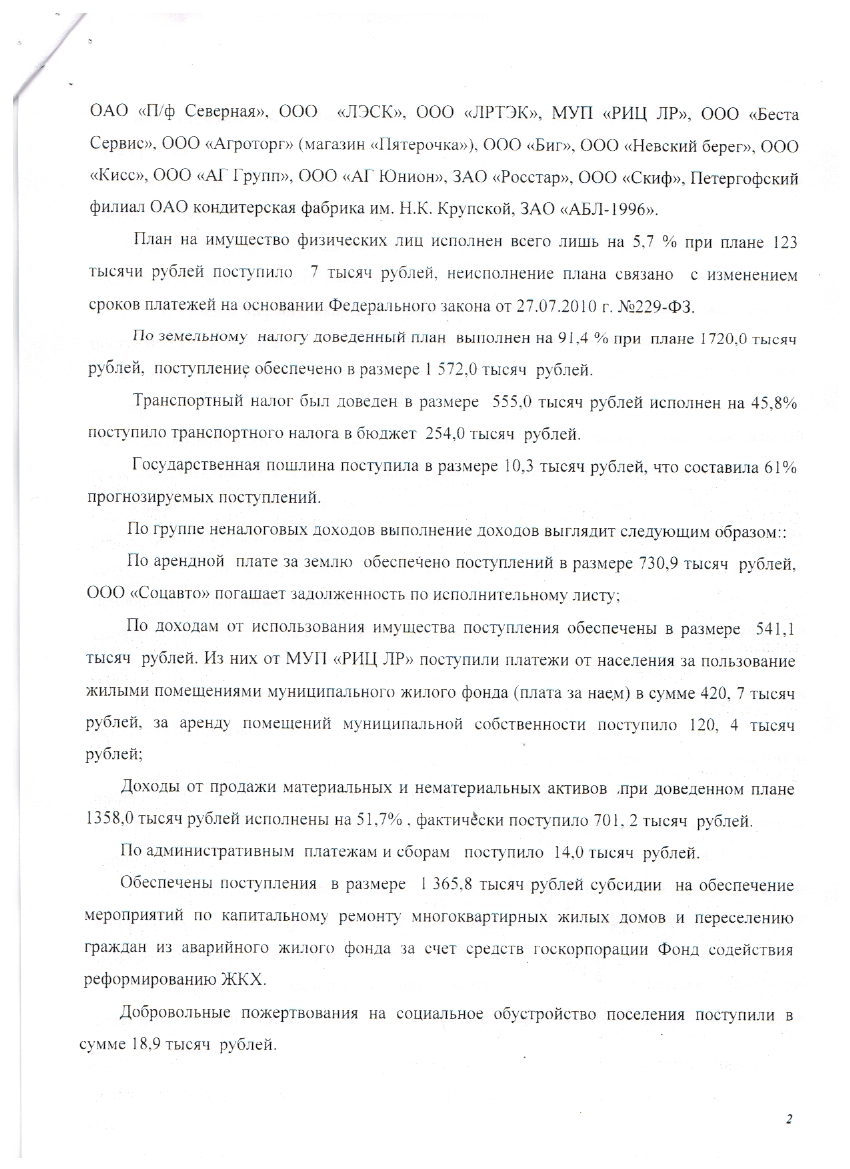 ОАО «П/ф Северная», ООО «ЛЭСК», ООО «ЛРТЭК», МУП «РИЦ ЛР», ООО «Беста
Сервис», ООО «Агроторг» (магазин «Пятерочка»), ООО «Биг», ООО «Невский берег», ООО
«Кисс», ООО «АГ Групп», ООО «АГ Юнион», ЗАО «Росстар», ООО «Скиф», Петергофский
филиал ОАО кондитерская фабрика им. Н.К. Крупской, ЗАО «АБЛ-1996».
План на имущество физических лиц исполнен всего лишь на 5,7 % при плане 123
тысячи рублей поступило 7 тысяч рублей, неисполнение плана связано с изменением
сроков платежей на основании Федерального закона от 27.07.2010 г. №229-ФЗ.
По земельному налогу доведенный план выполнен на 91,4 % при плане 1720,0 тысяч
рублей, поступление обеспечено в размере 1 572,0 тысяч рублей.
Транспортный налог был доведен в размере 555,0 тысяч рублей исполнен на 45,8%
поступило транспортного налога в бюджет 254,0 тысяч рублей.
Государственная пошлина поступила в размере 10,3 тысяч рублей, что составила 61%
прогнозируемых поступлений.
По группе неналоговых доходов выполнение доходов выглядит следующим образом::
По арендной плате за землю обеспечено поступлений в размере 730,9 тысяч рублей,
ООО «Соцавто» погашает задолженность по исполнительному листу;
По доходам от использования имущества поступления обеспечены в размере 541,1
тысяч рублей. Из них от МУП «РИЦ ЛР» поступили платежи от населения за пользование
жилыми помещениями муниципального жилого фонда (плата за наем) в сумме 420, 7 тысяч
рублей, за аренду помещений муниципальной собственности поступило 120, 4 тысяч
рублей;
Доходы от продажи материальных и нематериальных активов ,при доведенном плане
1358,0 тысяч рублей исполнены на 51,7% , фактически поступило 701, 2 тысяч рублей.
По административным платежам и сборам поступило 14,0 тысяч рублей.
Обеспечены поступления в размере 1 365,8 тысяч рублей субсидии на обеспечение
мероприятий по капитальному ремонту многоквартирных жилых домов и переселению
граждан из аварийного жилого фонда за счет средств госкорпорации Фонд содействия
реформированию ЖКХ.
Добровольные пожертвования на социальное обустройство поселения поступили в
сумме 18,9 тысяч рублей.
2